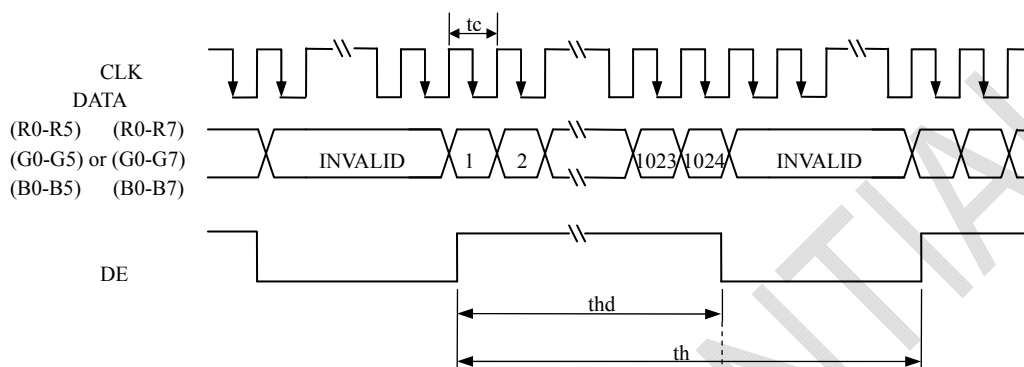 tc
CLK
DATA
(R0-R5) (R0-R7)
(G0-G5) or (G0-G7)
(B0-B5) (B0-B7)
INVALID 1 2 1023 1024 INVALID
DE
thd
th
NTIAL